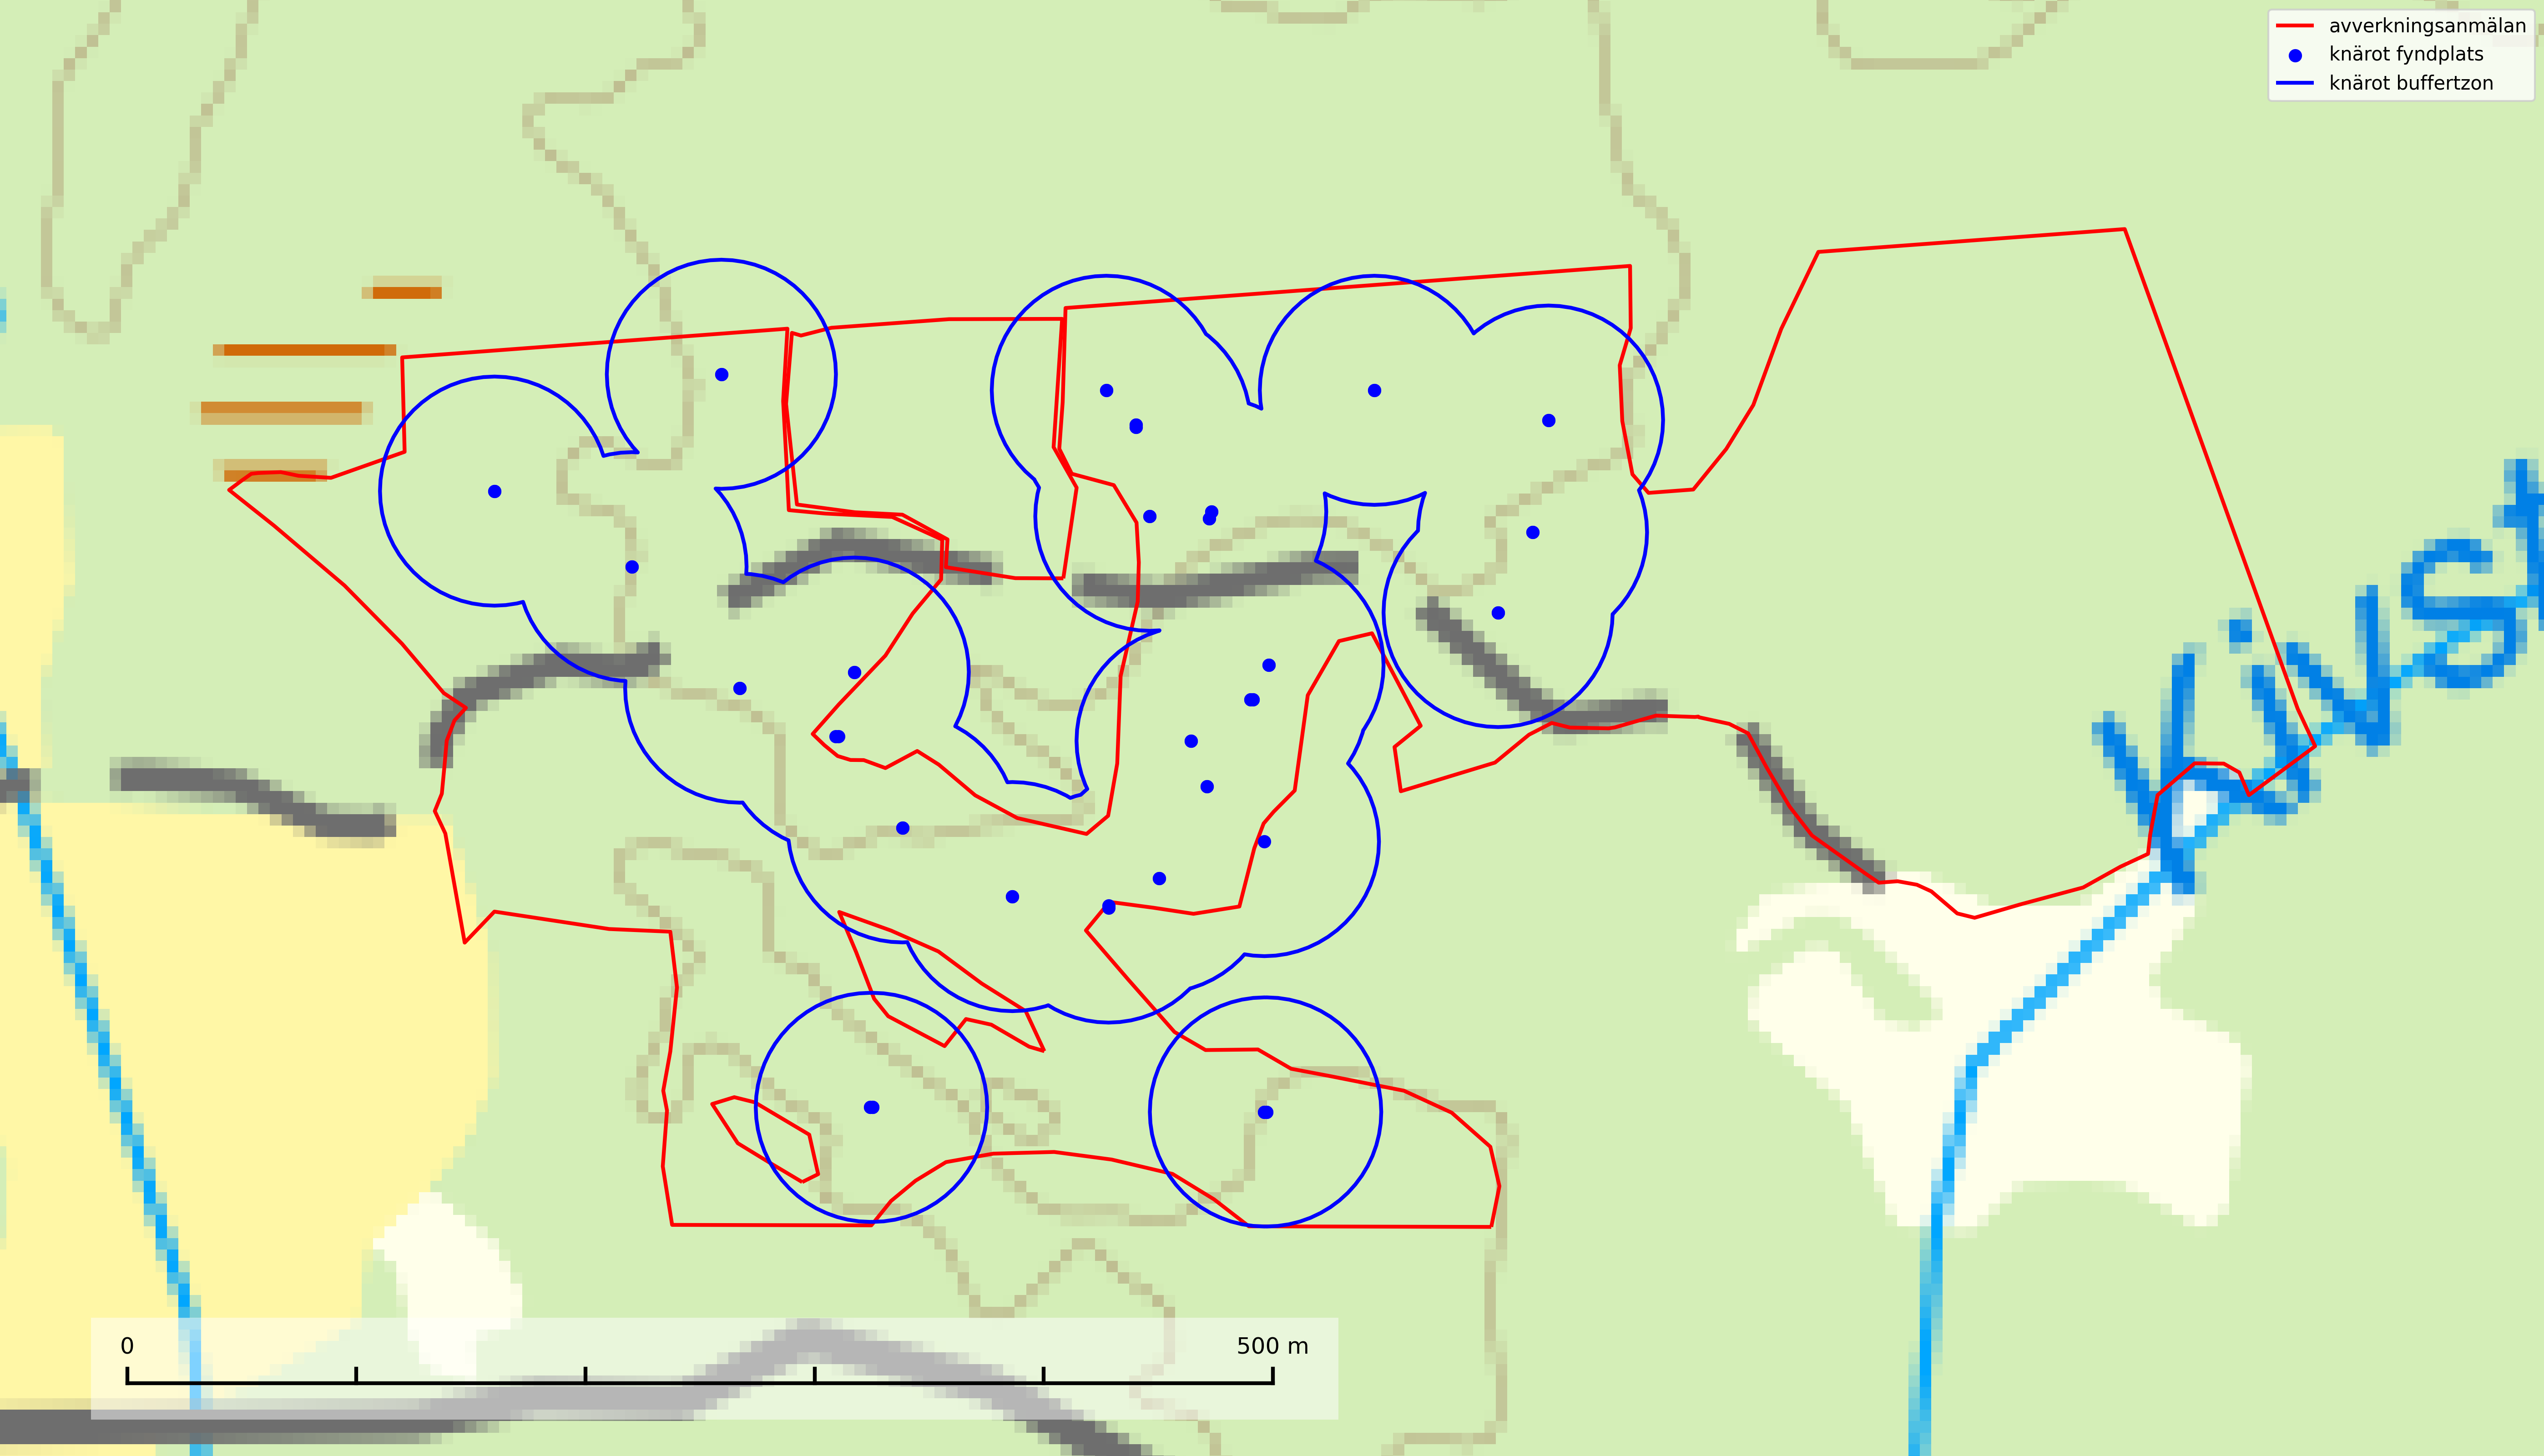 avverkningsanmälan
knärot fyndplats
knärot buffertzon
0 500 m